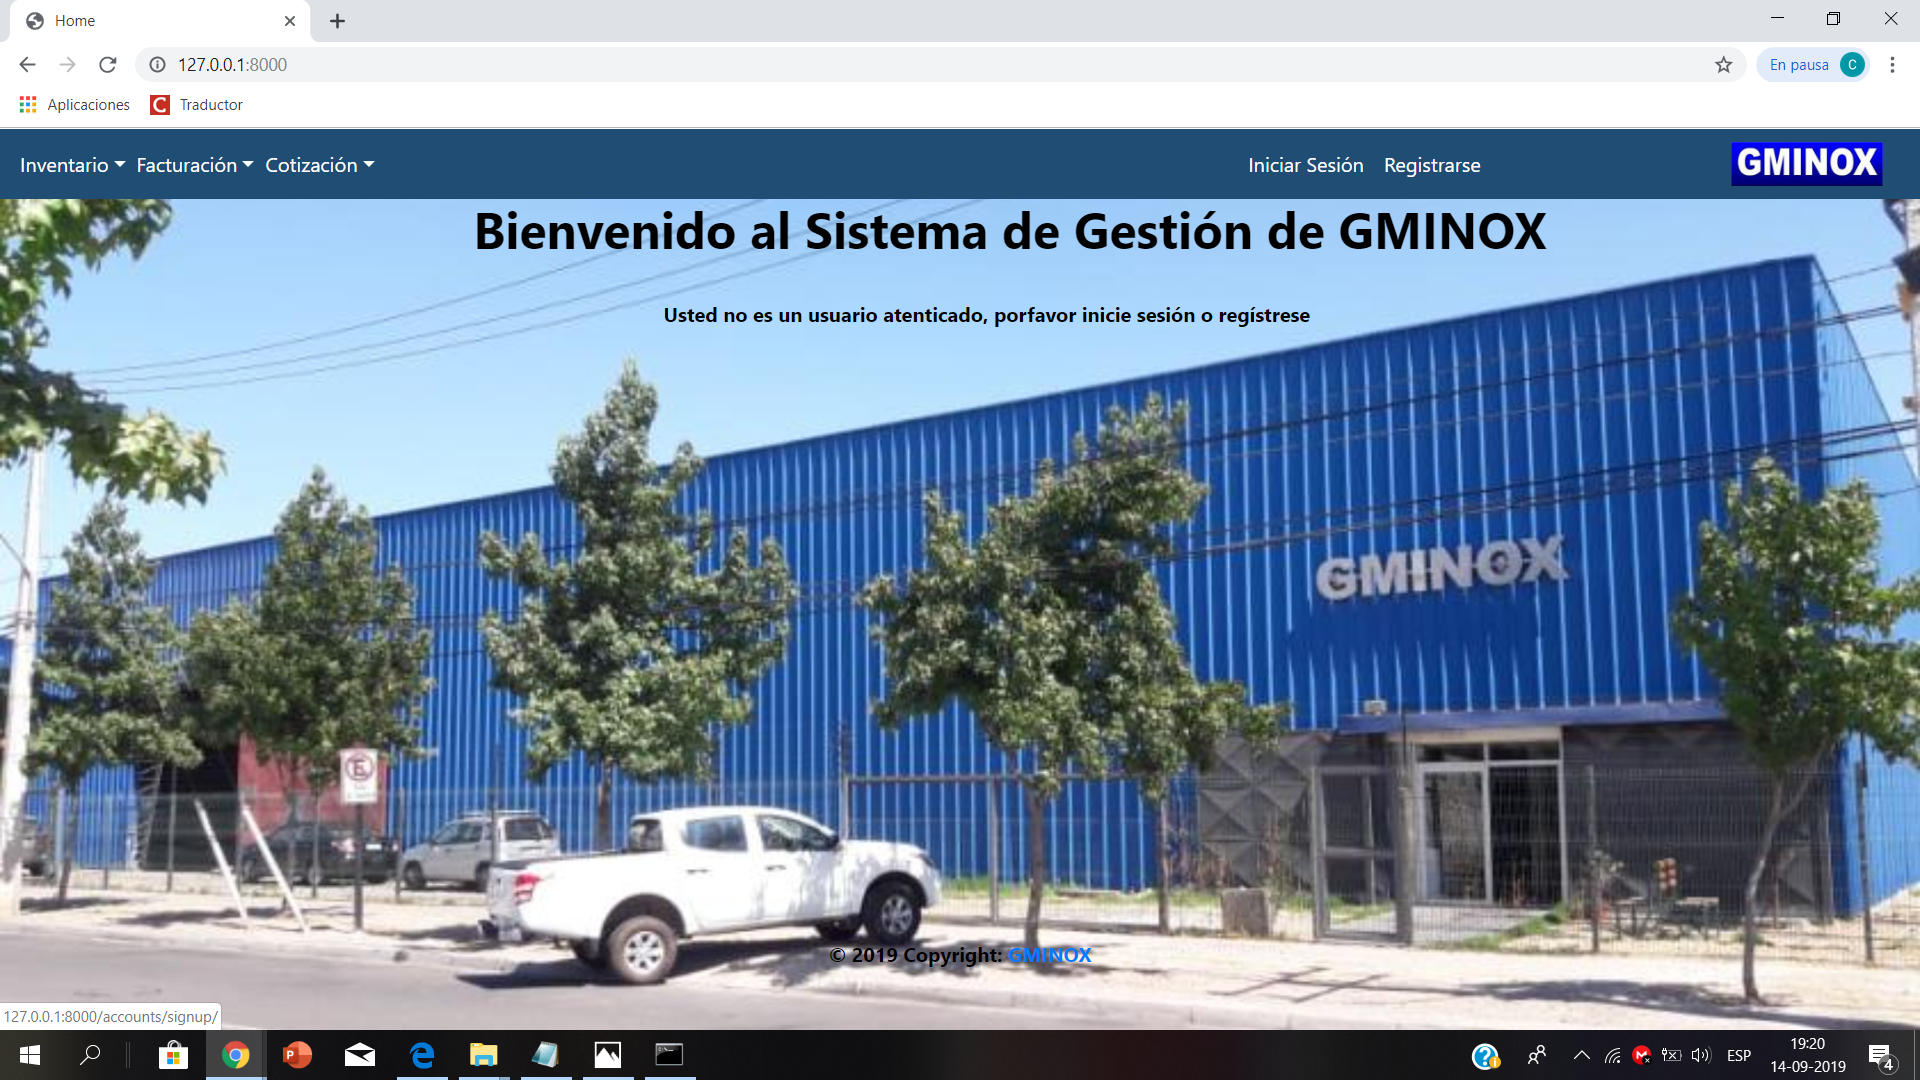 Home
127.0.0.1:8000
En pausa
C
Aplicaciones
Traductor
Inventario
Facturación
Cotización
Iniciar Sesión
Registrarse
GMINOX
Bienvenido al Sistema de Gestión de GMINOX
Usted no es un usuario atenticado, porfavor inicie sesión o regístrese
GMINOX
E
© 2019 Copyright: GMINOX
127.0.0.1:8000/accounts/signup/
ESP
19:20
14-09-2019
4